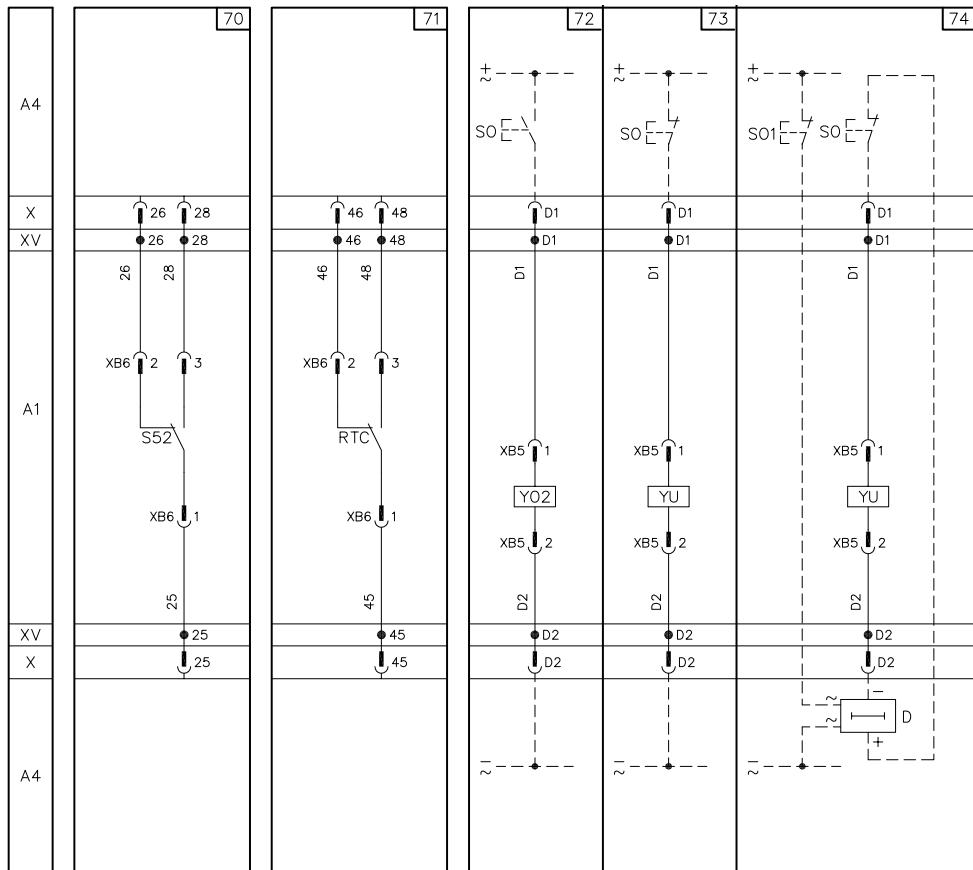 70 71 72 73 74
A4
SO SO SO1 SO
X 26 28 46 48 D1 D1 D1
XV 26 28 46 48 D1 D1 D1
26 28 46 48 D1 D1 D1
XB6 2 3 XB6 2 3
A1
S52 RTC
XB5 1 XB5 1 XB5 1
YO2 YU YU
XB6 1 XB6 1
XB5 2 XB5 2 XB5 2
25 45 D2 D2 D2
XV 25 45 D2 D2 D2
X 25 45 D2 D2 D2
D
A4